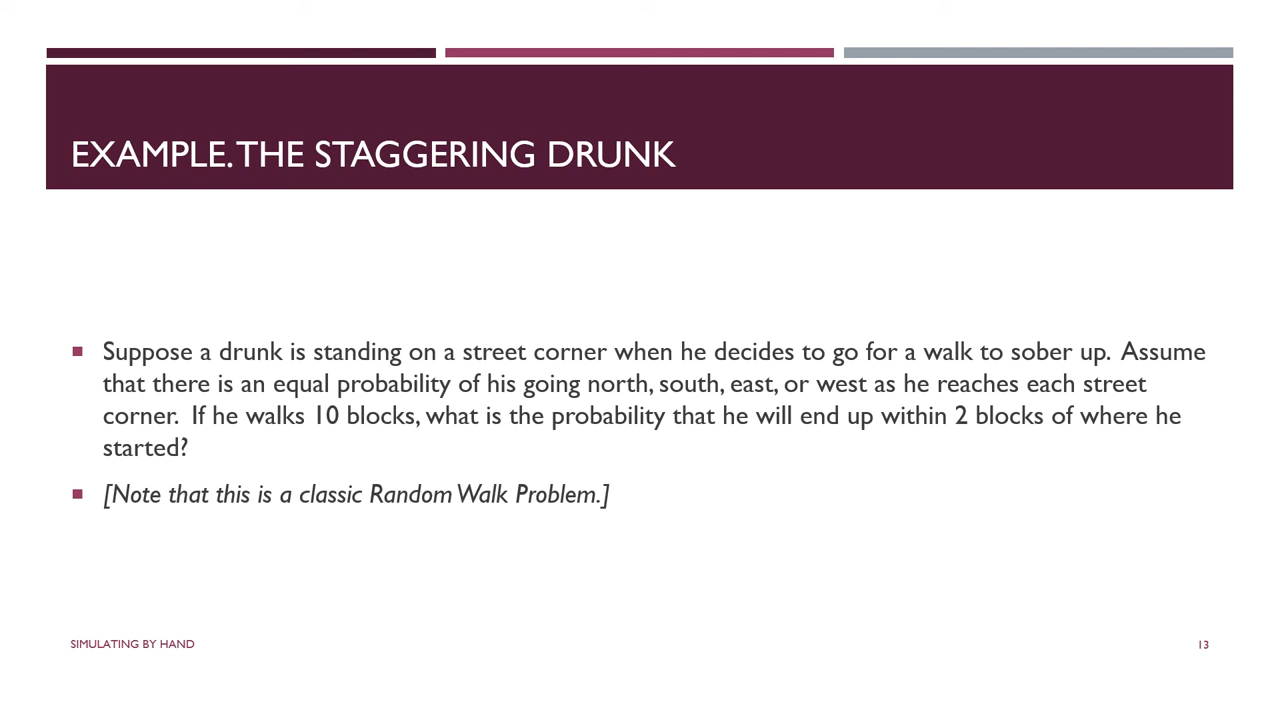 EXAMPLE. THE STAGGERING DRUNK
Suppose a drunk is standing on a street corner when he decides to go for a walk to sober up.  Assume
that there is an equal probability of his going north, south, east, or west as he reaches each street
corner.  If he walks 10 blocks, what is the probability that he will end up within 2 blocks of where he
started?
[Note that this is a classic Random Walk Problem.]
SIMULATING BY HAND
13